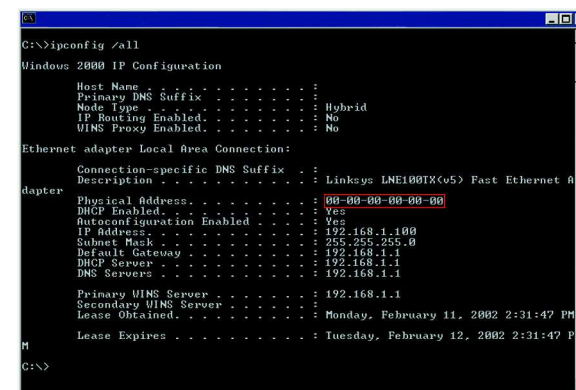 C:\>ipconfig /all
Windows 2000 IP Configuration
Host Name . . . . . . . . . . . . :
Primary DNS Suffix . . . . . . . :
Node Type . . . . . . . . . . . . : Hybrid
IP Routing Enabled. . . . . . . . : No
WINS Proxy Enabled. . . . . . . . : No
Ethernet adapter Local Area Connection:
Connection-specific DNS Suffix . :
Description . . . . . . . . . . . : Linksys LNE100TX(v5) Fast Ethernet A
dapter
Physical Address. . . . . . . . . : 00-00-00-00-00-00
DHCP Enabled. . . . . . . . . . . : Yes
Autoconfiguration Enabled . . . . : Yes
IP Address. . . . . . . . . . . . : 192.168.1.100
Subnet Mask . . . . . . . . . . . : 255.255.255.0
Default Gateway . . . . . . . . . : 192.168.1.1
DHCP Server . . . . . . . . . . . : 192.168.1.1
DNS Servers . . . . . . . . . . . : 192.168.1.1
Primary WINS Server . . . . . . . : 192.168.1.1
Secondary WINS Server . . . . . . :
Lease Obtained. . . . . . . . . . : Monday, February 11, 2002 2:31:47 PM
Lease Expires . . . . . . . . . . : Tuesday, February 12, 2002 2:31:47 P
M
C:\>